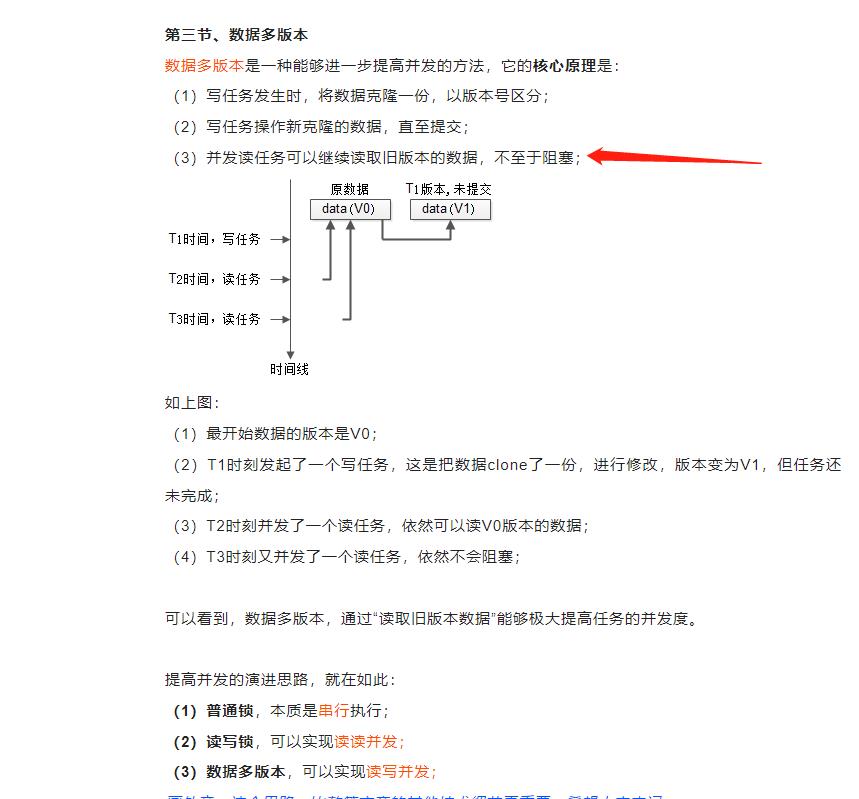 第三节、数据多版本
数据多版本是一种能够进一步提高并发的方法，它的核心原理是：
（1）写任务发生时，将数据克隆一份，以版本号区分；
（2）写任务操作新克隆的数据，直至提交；
（3）并发读任务可以继续读取旧版本的数据，不至于阻塞；
原数据 T1版本,未提交
data(V0) data(V1)
T1时间，写任务
T2时间，读任务
T3时间，读任务
时间线
如上图：
（1）最开始数据的版本是V0；
（2）T1时刻发起了一个写任务，这是把数据clone了一份，进行修改，版本变为V1，但任务还
未完成；
（3）T2时刻并发了一个读任务，依然可以读V0版本的数据；
（4）T3时刻又并发了一个读任务，依然不会阻塞；
可以看到，数据多版本，通过“读取旧版本数据”能够极大提高任务的并发度。
提高并发的演进思路，就在如此：
（1）普通锁，本质是串行执行；
（2）读写锁，可以实现读读并发；
（3）数据多版本，可以实现读写并发；